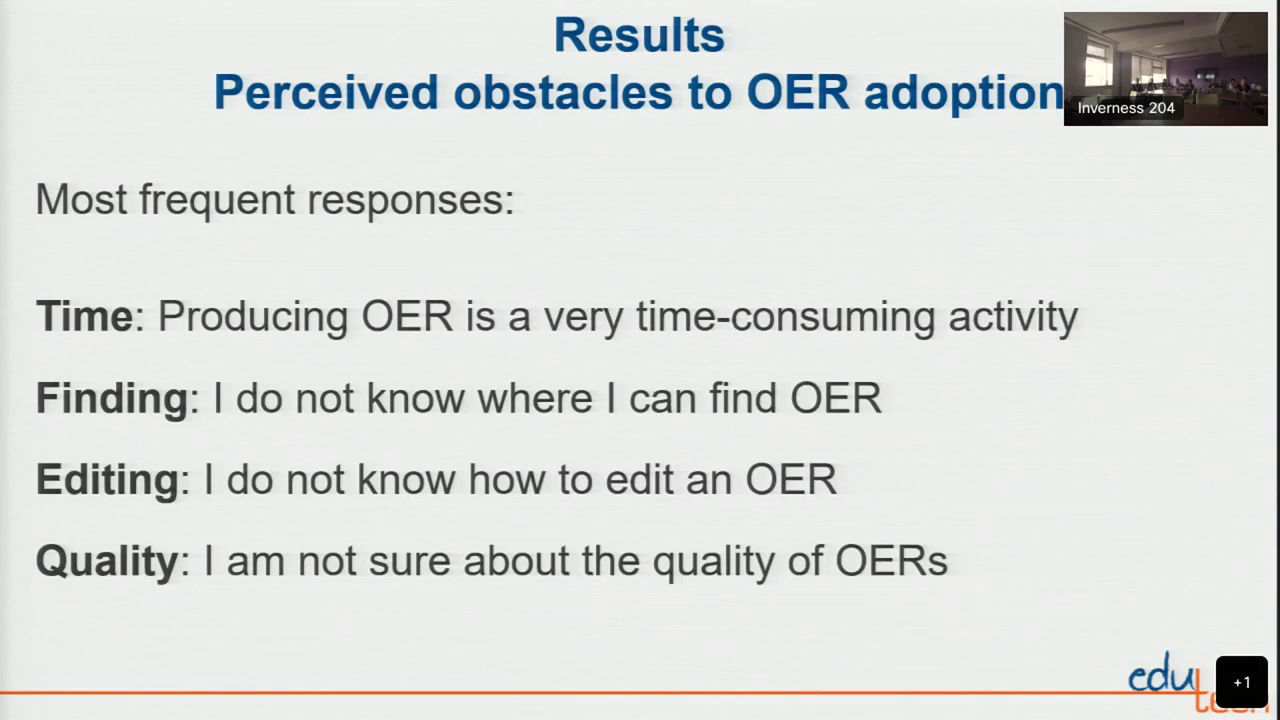 Results
Perceived obstacles to OER adoption
Inverness 204
Most frequent responses:
Time: Producing OER is a very time-consuming activity
Finding: I do not know where I can find OER
Editing: I do not know how to edit an OER
Quality: I am not sure about the quality of OERs
edu
+1